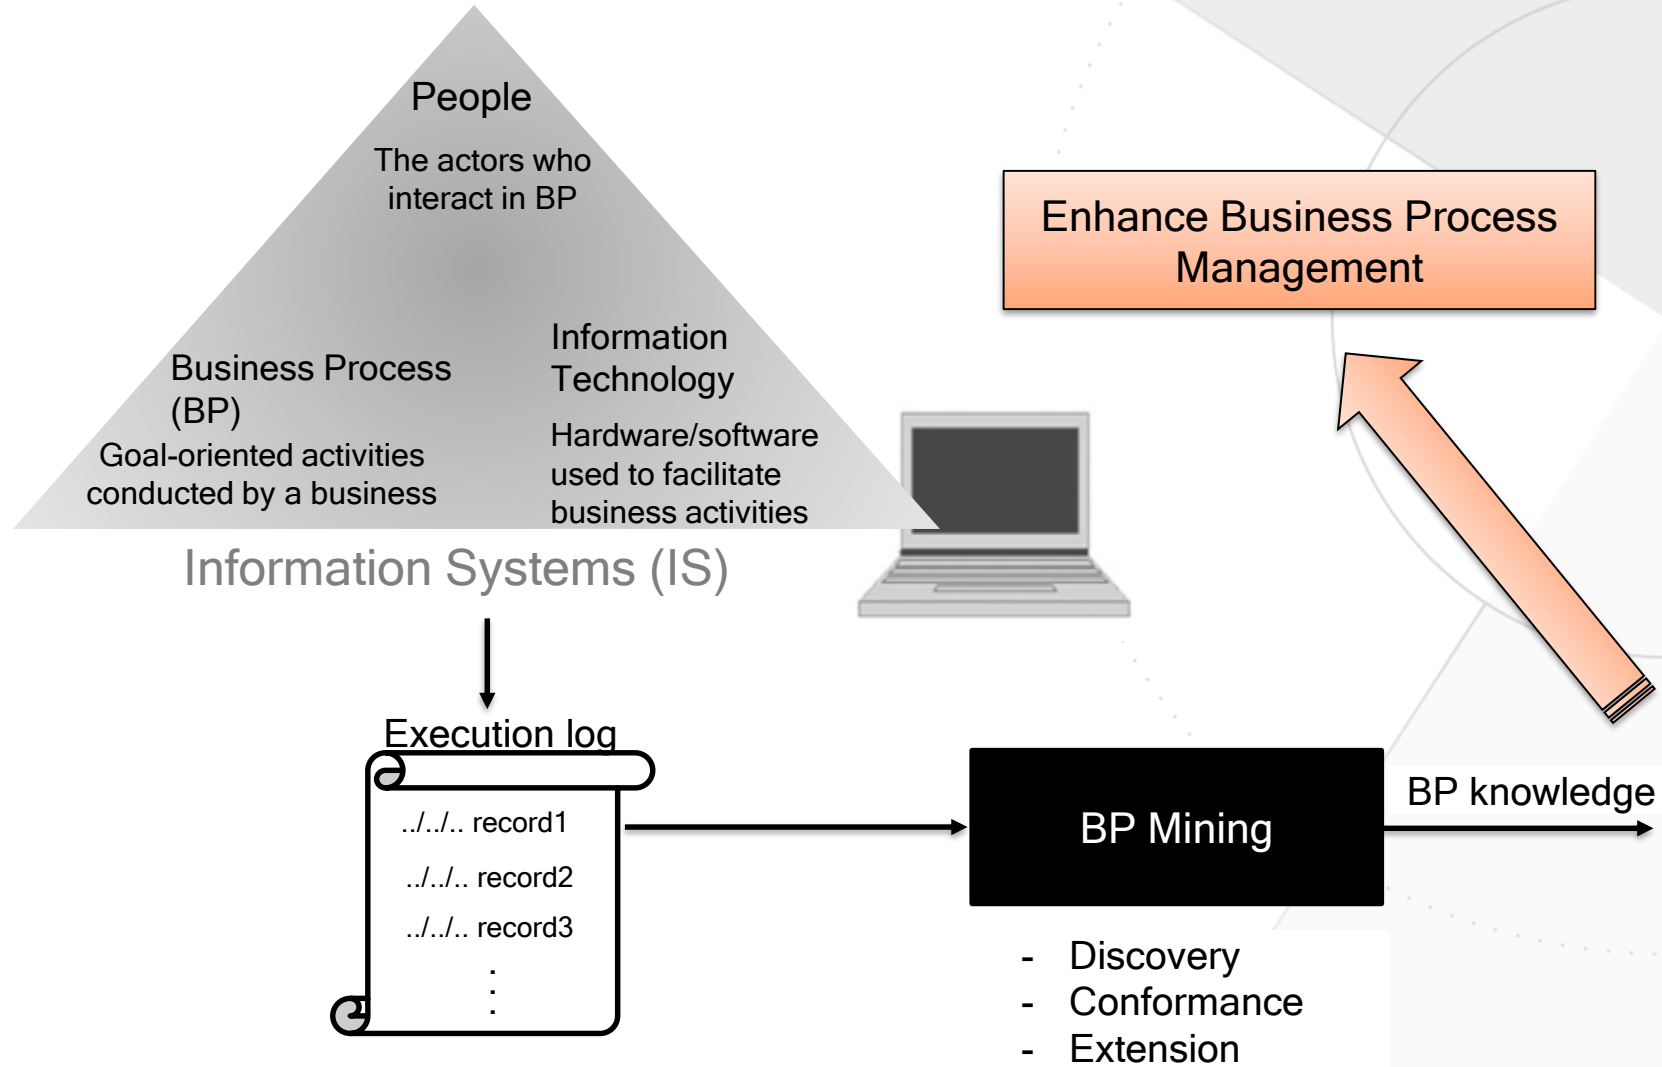 People
The actors who
interact in BP
Business Process
(BP)
Goal-oriented activities
conducted by a business
Information
Technology
Hardware/software
used to facilitate
business activities
Information Systems (IS)
Enhance Business Process
Management
Execution log
../../.. record1
../../.. record2
../../.. record3
.
.
.
BP Mining
BP knowledge
- Discovery
- Conformance
- Extension